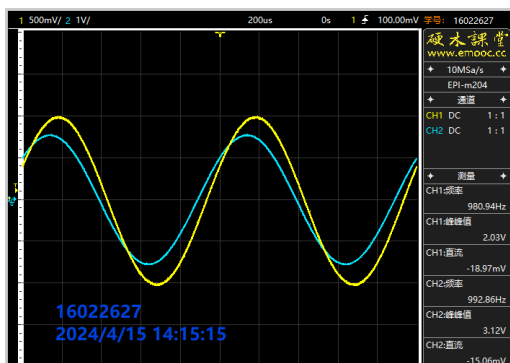 1 500mV/ 2 1V/ 200us 0s 1 100.00mV 学号: 16022627
硬木課堂
www.emooc.cc
10MSa/s
EPI-m204
通道
CH1 DC 1 : 1
CH2 DC 1 : 1
测量
CH1:频率
980.94Hz
CH1:峰峰值
2.03V
CH1:直流
-18.97mV
CH2:频率
992.86Hz
CH2:峰峰值
3.12V
CH2:直流
-15.06mV
16022627
2024/4/15 14:15:15